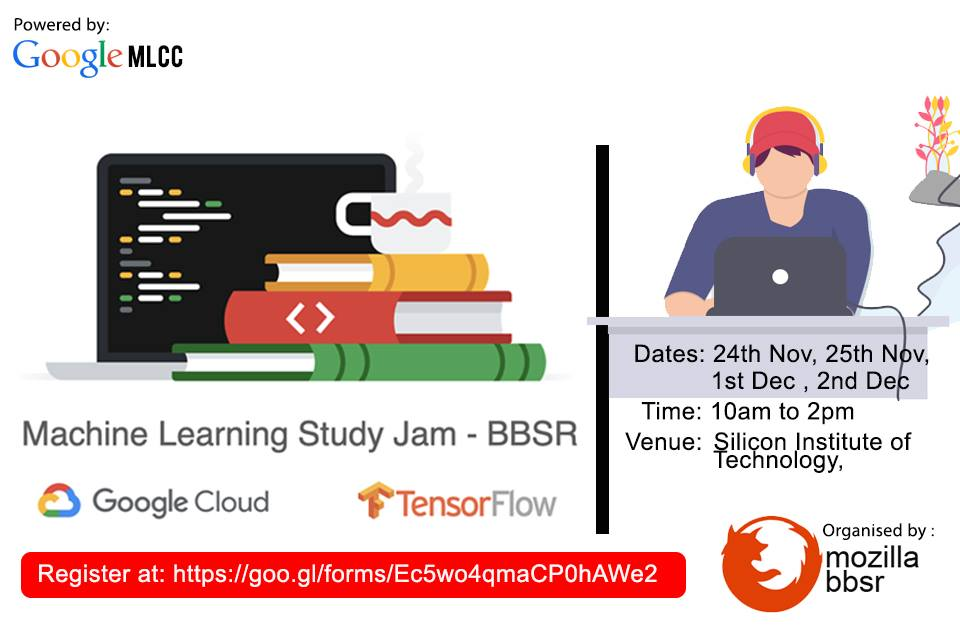 Powered by:
Google MLCC
Machine Learning Study Jam - BBSR
Google Cloud
TensorFlow
Register at: https://goo.gl/forms/Ec5wo4qmaCP0hAWe2
Dates: 24th Nov, 25th Nov,
1st Dec , 2nd Dec
Time: 10am to 2pm
Venue: Silicon Institute of
Technology,
Organised by :
mozilla
bbsr